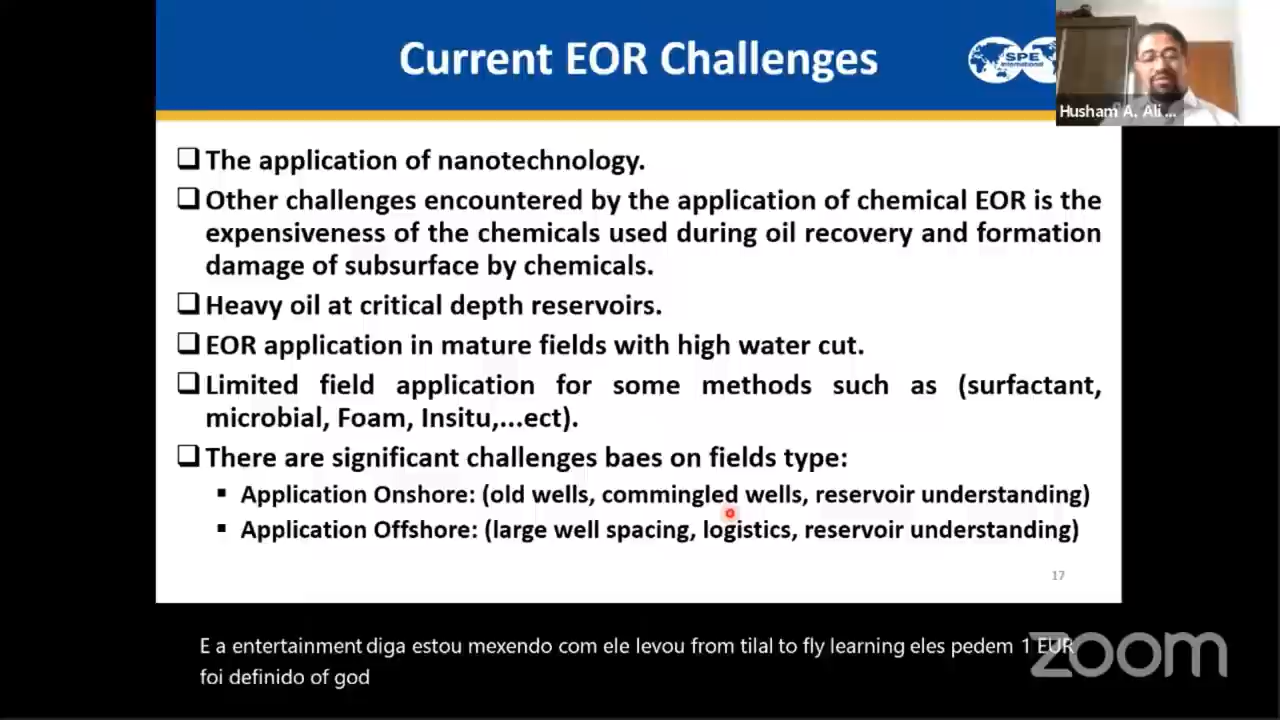 Current EOR Challenges
SPE
International
Husham A. Ali ...
❑ The application of nanotechnology.
❑ Other challenges encountered by the application of chemical EOR is the
expensiveness of the chemicals used during oil recovery and formation
damage of subsurface by chemicals.
❑ Heavy oil at critical depth reservoirs.
❑ EOR application in mature fields with high water cut.
❑ Limited field application for some methods such as (surfactant,
microbial, Foam, Insitu,...ect).
❑ There are significant challenges baes on fields type:
▪ Application Onshore: (old wells, commingled wells, reservoir understanding)
▪ Application Offshore: (large well spacing, logistics, reservoir understanding)
17
E a entertainment diga estou mexendo com ele levou from tilal to fly learning eles pedem 1 EUR
foi definido of god
zoom